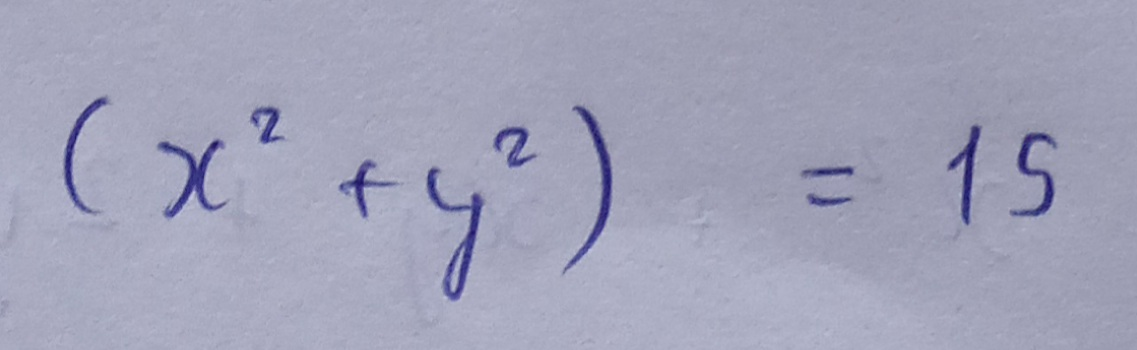 (x² + y²) = 15